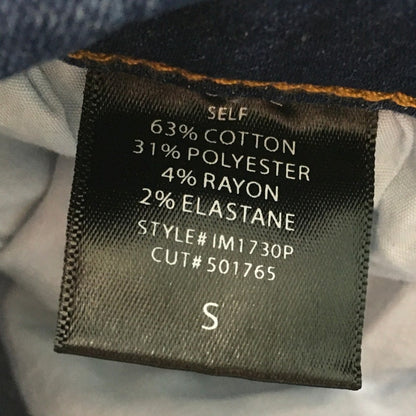 SELF
63% COTTON
31% POLYESTER
4% RAYON
2% ELASTANE
STYLE# IM1730P
CUT# 501765
S